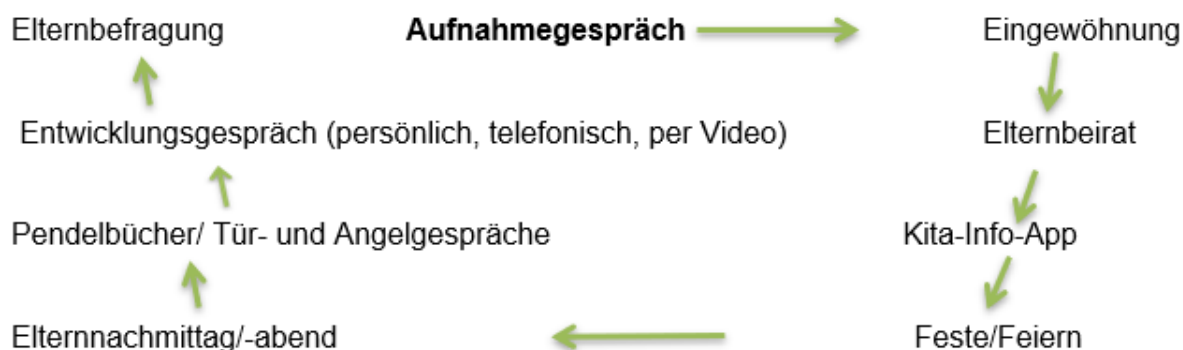 Elternbefragung Aufnahmegespräch Eingewöhnung
Entwicklungsgespräch (persönlich, telefonisch, per Video) Elternbeirat
Pendelbücher/ Tür- und Angelgespräche Kita-Info-App
Elternnachmittag/-abend Feste/Feiern